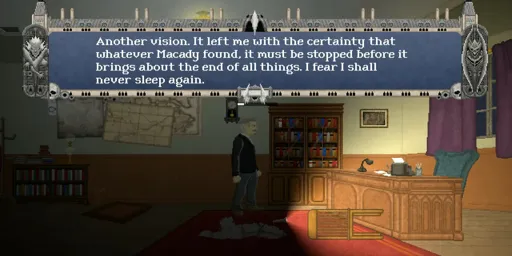 Another vision. It left me with the certainty that
whatever Macady found, it must be stopped before it
brings about the end of all things. I fear I shall
never sleep again.